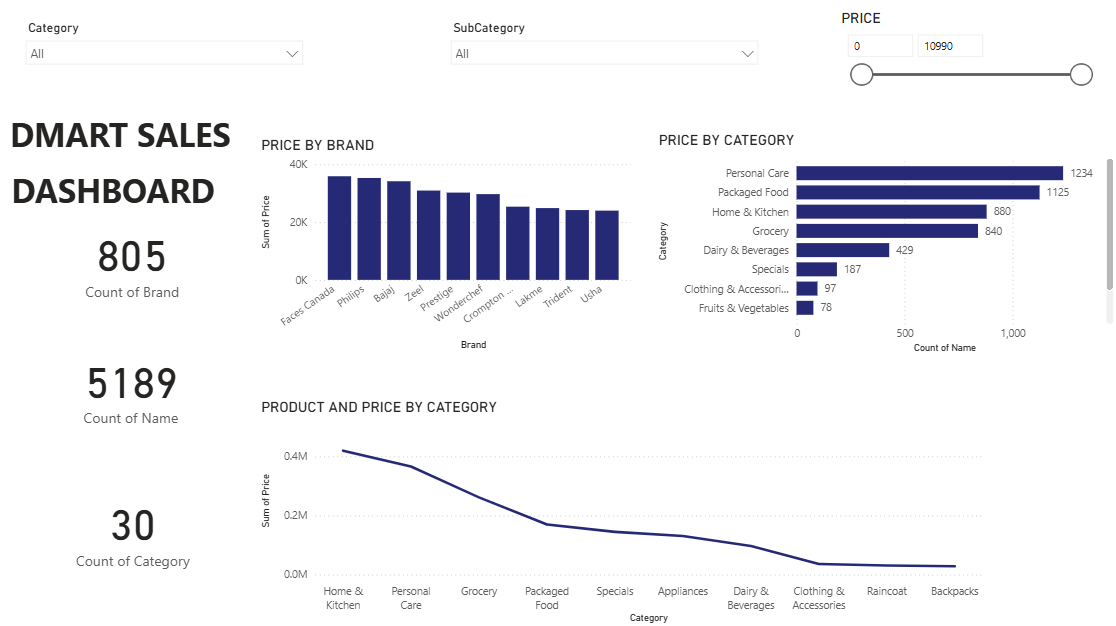 Category
All
SubCategory
All
PRICE
0
10990
DMART SALES
DASHBOARD
805
Count of Brand
5189
Count of Name
30
Count of Category
PRICE BY BRAND
Sum of Price
40K
20K
0K
Faces Canada
Philips
Bajaj
Zeel
Prestige
Wonderchef
Crompton ...
Lakme
Trident
Usha
Brand
PRICE BY CATEGORY
Category
Personal Care 1234
Packaged Food 1125
Home & Kitchen 880
Grocery 840
Dairy & Beverages 429
Specials 187
Clothing & Accessori... 97
Fruits & Vegetables 78
0 500 1,000
Count of Name
PRODUCT AND PRICE BY CATEGORY
Sum of Price
0.4M
0.2M
0.0M
Home &
Kitchen
Personal
Care
Grocery
Packaged
Food
Specials
Appliances
Dairy &
Beverages
Clothing &
Accessories
Raincoat
Backpacks
Category